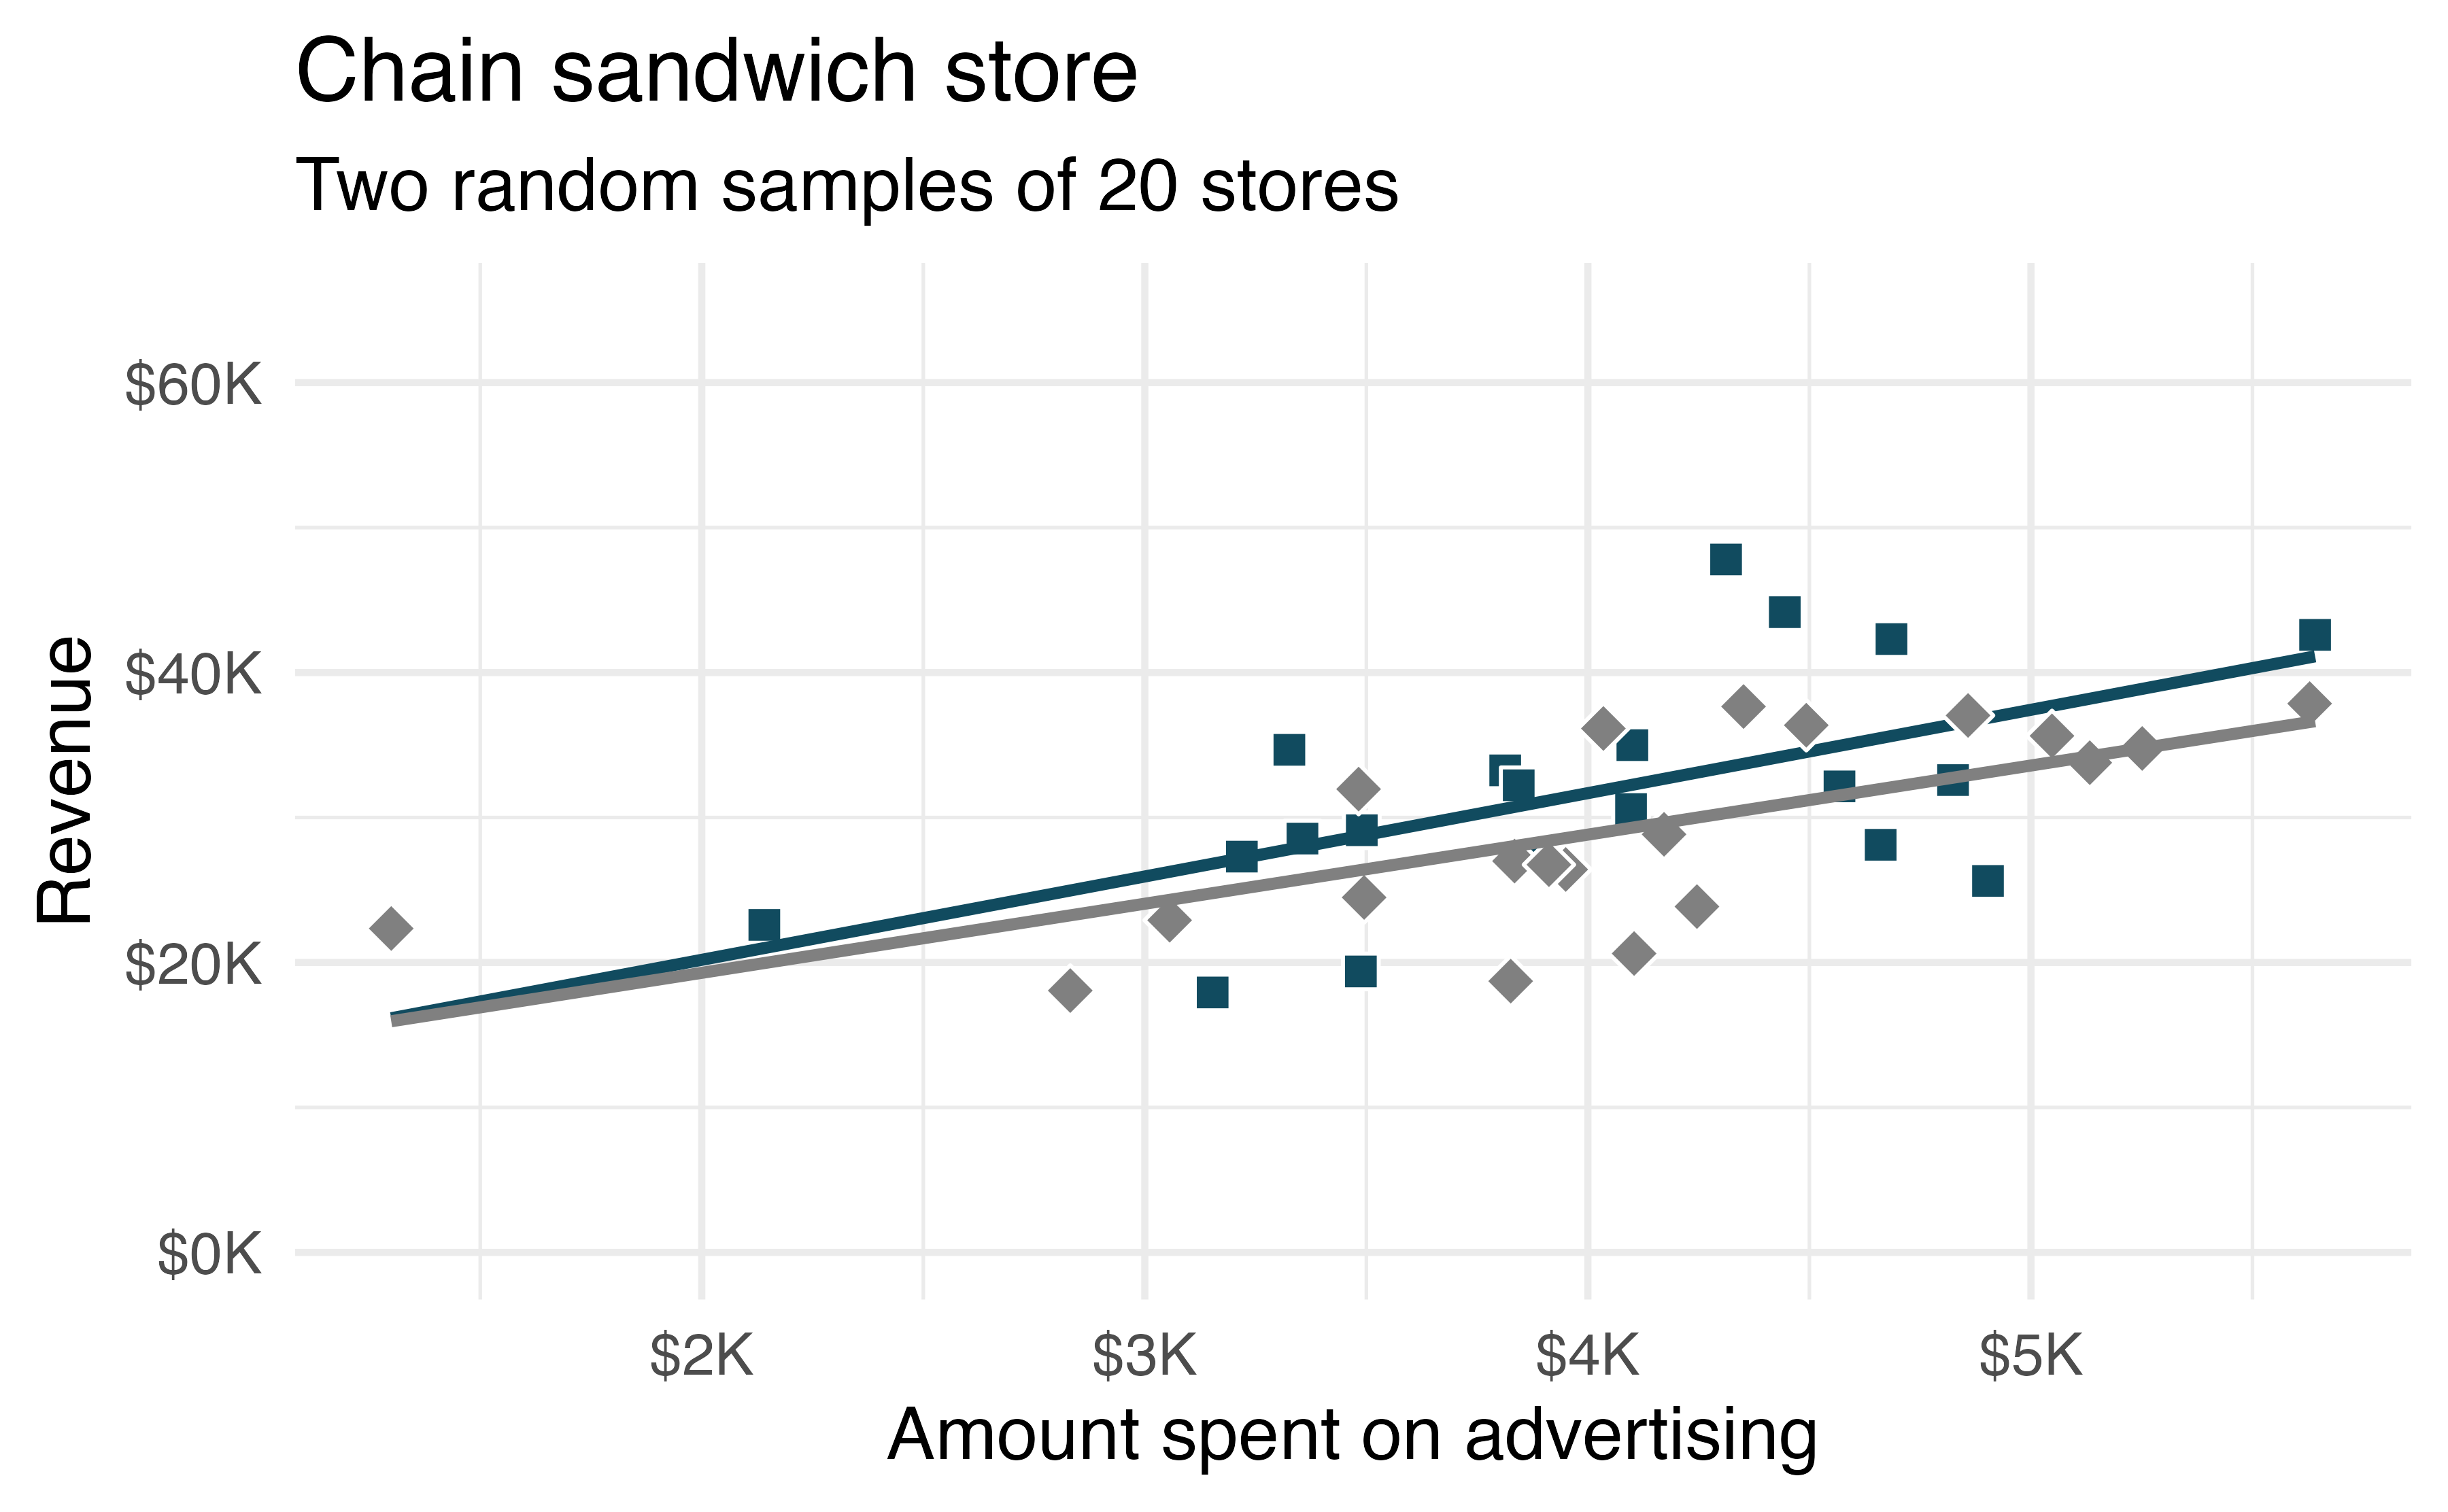 Chain sandwich store
Two random samples of 20 stores
$60K
$40K
$20K
$0K
Revenue
$2K
$3K
$4K
$5K
Amount spent on advertising